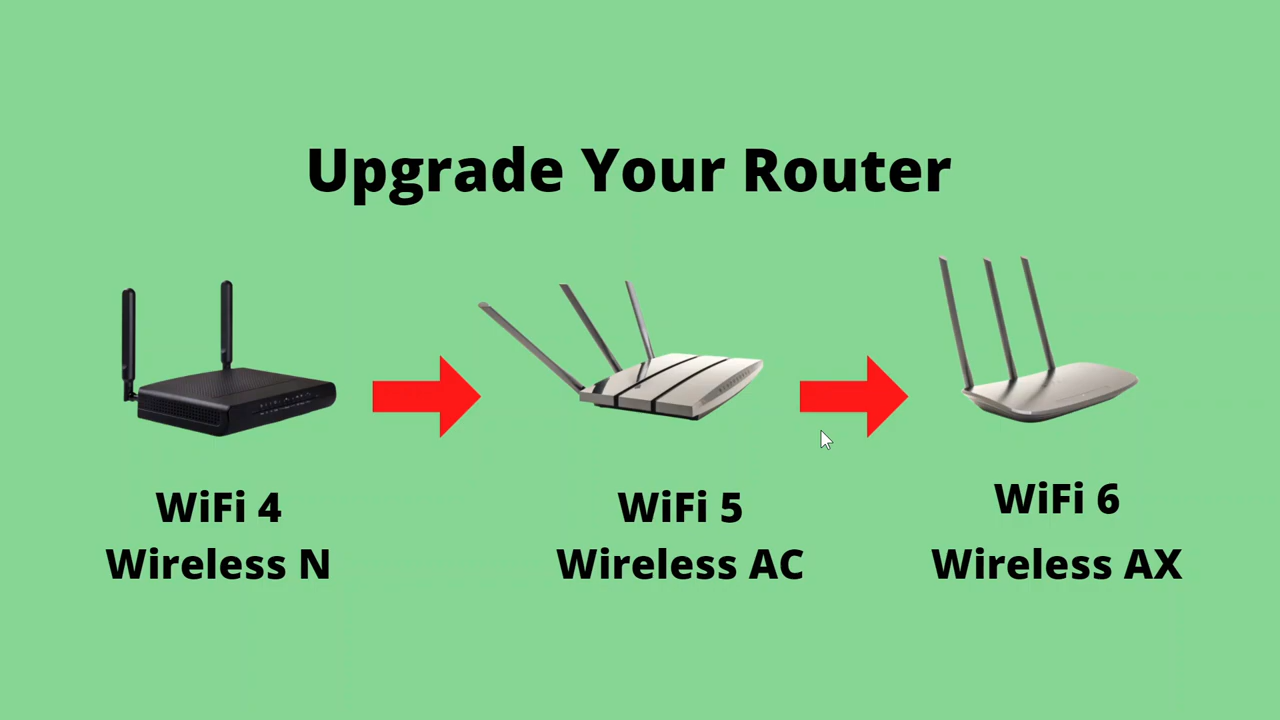 Upgrade Your Router
WiFi 4
Wireless N
WiFi 5
Wireless AC
WiFi 6
Wireless AX